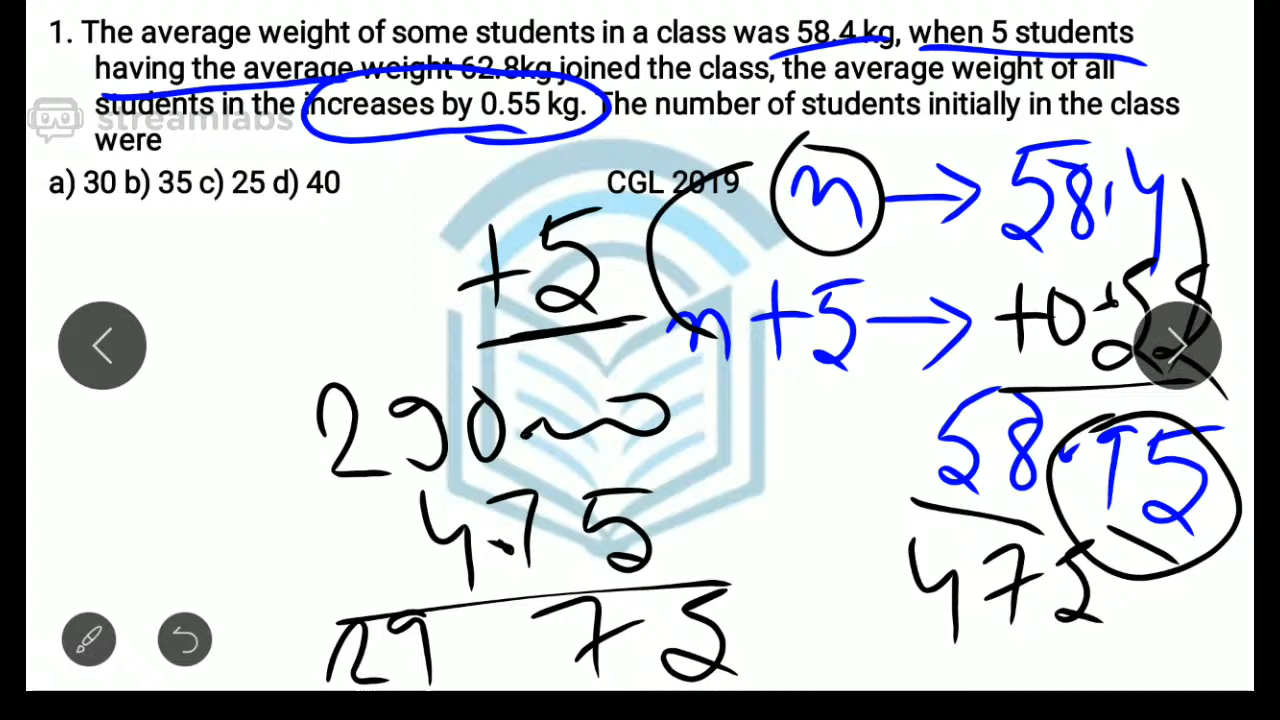 1. The average weight of some students in a class was 58.4 kg, when 5 students
having the average weight 62.8kg joined the class, the average weight of all
students in the increases by 0.55 kg. The number of students initially in the class
were
a) 30 b) 35 c) 25 d) 40
CGL 2019
streamlabs
n → 58.4
+5
n + 5 →
290
58.95
4.75
475
29 75